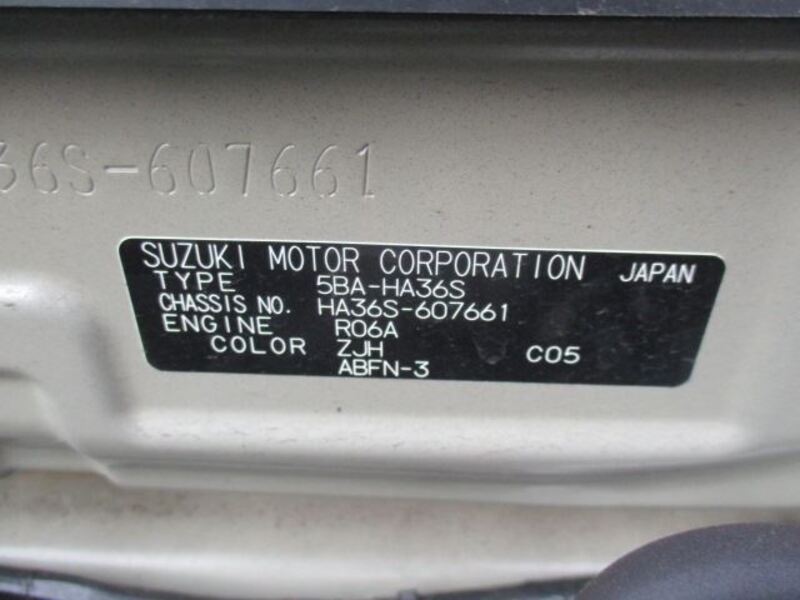 36S-607661
SUZUKI MOTOR CORPORATION JAPAN
TYPE 5BA-HA36S
CHASSIS NO. HA36S-607661
ENGINE R06A
COLOR ZJH C05
ABFN-3